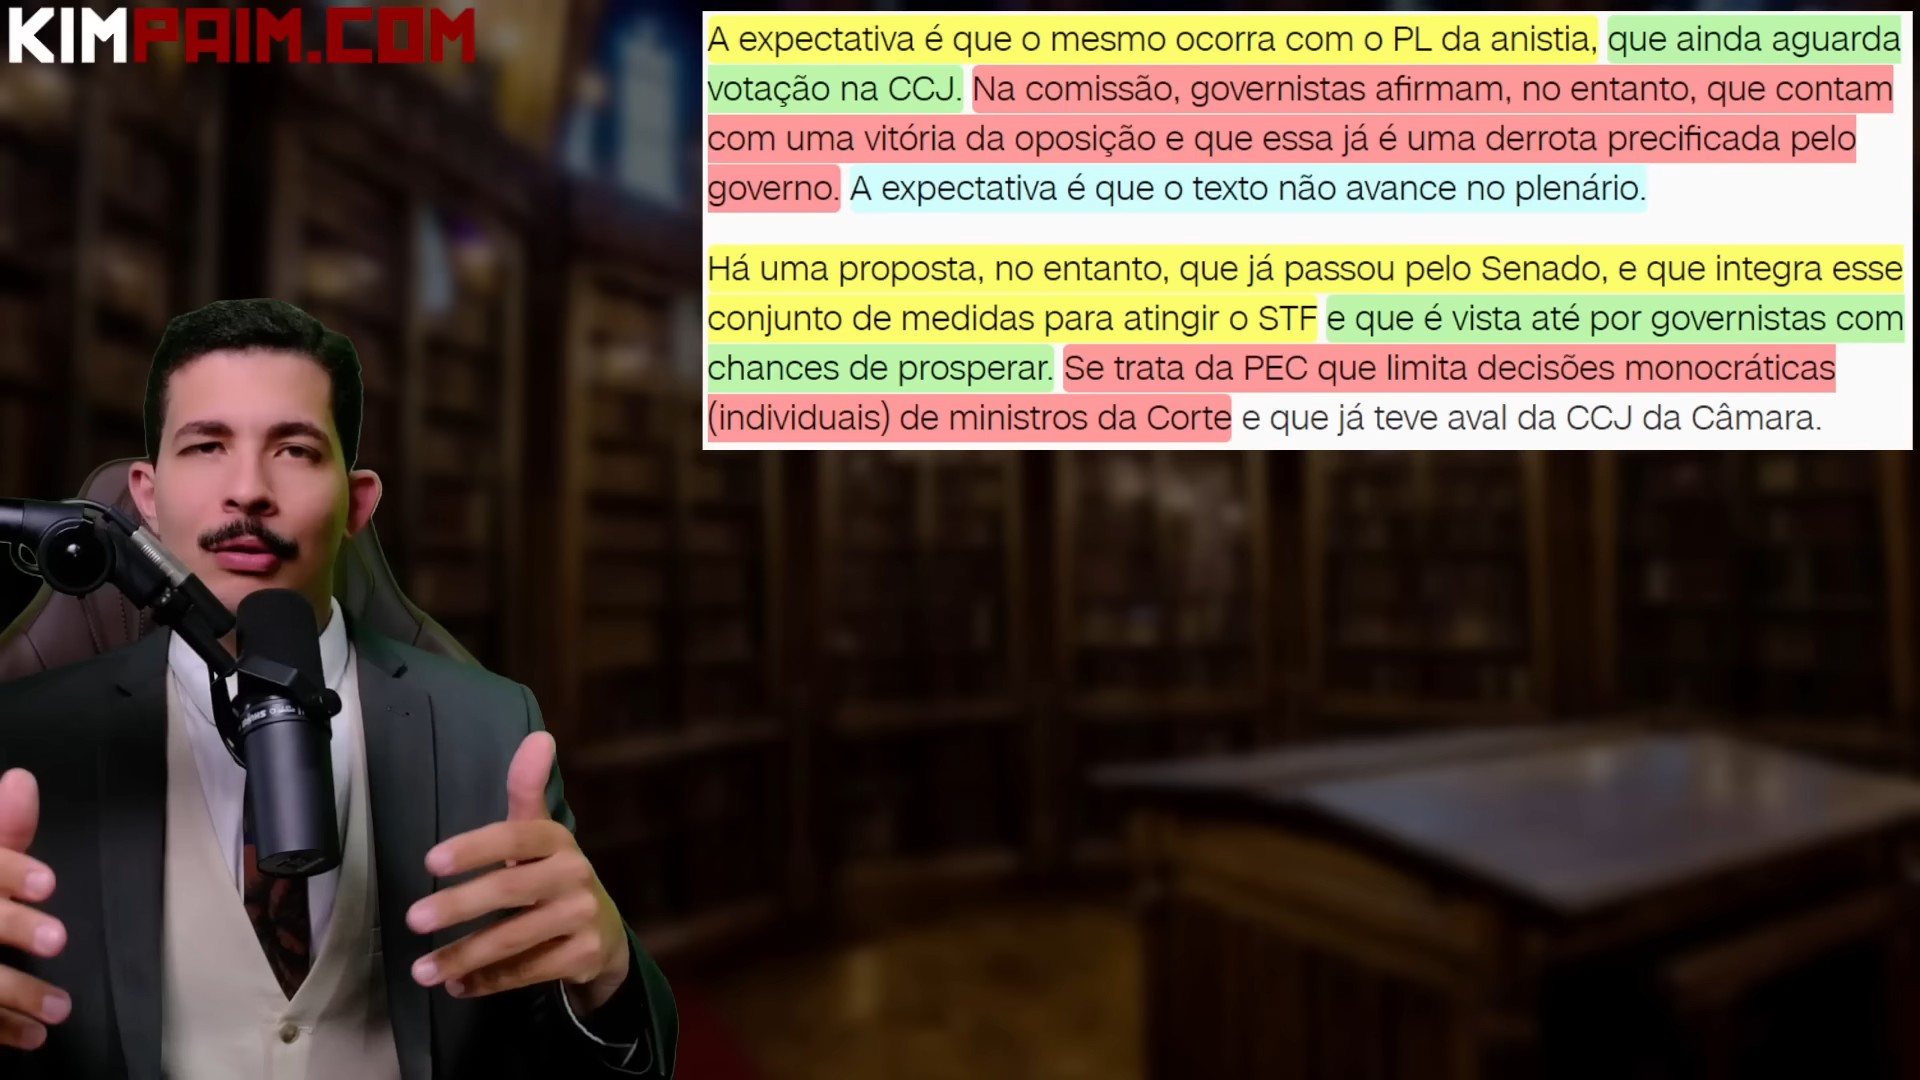 KIMPAIM.COM
A expectativa é que o mesmo ocorra com o PL da anistia, que ainda aguarda
votação na CCJ. Na comissão, governistas afirmam, no entanto, que contam
com uma vitória da oposição e que essa já é uma derrota precificada pelo
governo. A expectativa é que o texto não avance no plenário.
Há uma proposta, no entanto, que já passou pelo Senado, e que integra esse
conjunto de medidas para atingir o STF e que é vista até por governistas com
chances de prosperar. Se trata da PEC que limita decisões monocráticas
(individuais) de ministros da Corte e que já teve aval da CCJ da Câmara.